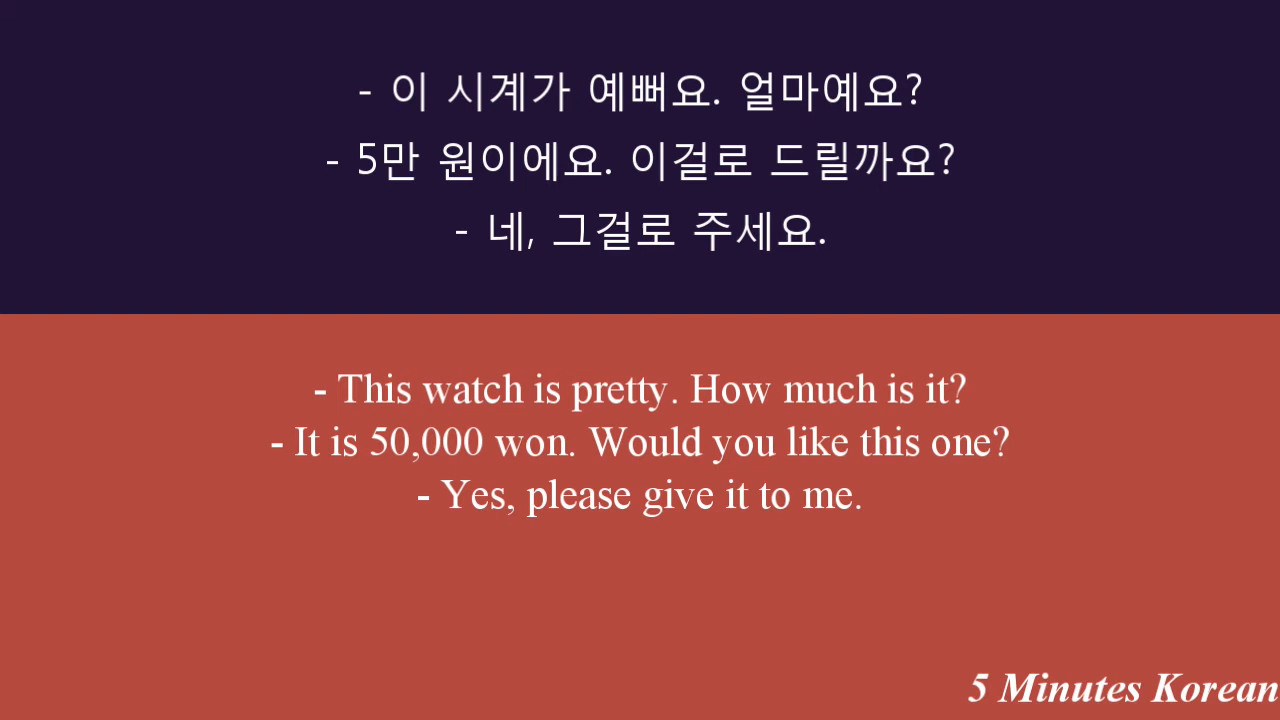 - 이 시계가 예뻐요. 얼마예요?
- 5만 원이에요. 이걸로 드릴까요?
- 네, 그걸로 주세요.
- This watch is pretty. How much is it?
- It is 50,000 won. Would you like this one?
- Yes, please give it to me.
5 Minutes Korean